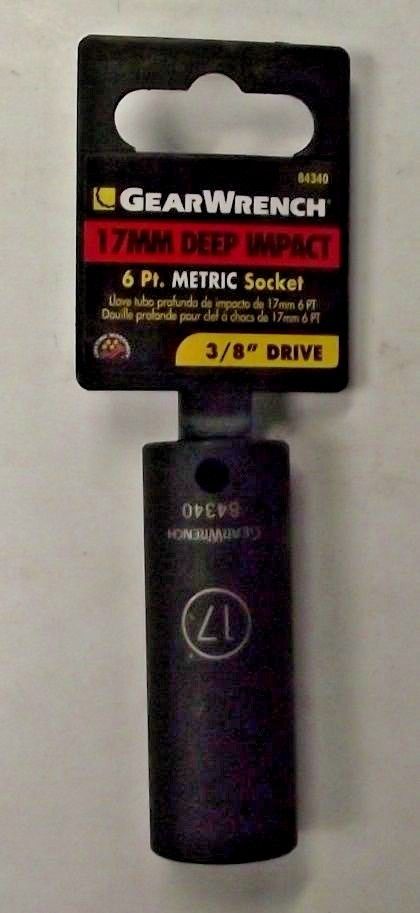 84340
GEARWRENCH
17MM DEEP IMPACT
6 Pt. METRIC Socket
Llave tubo profunda de impacto de 17mm 6 PT
Douille profande pour clef a chocs de 17mm 6 PT
3/8" DRIVE
84340
GEARWRENCH
17